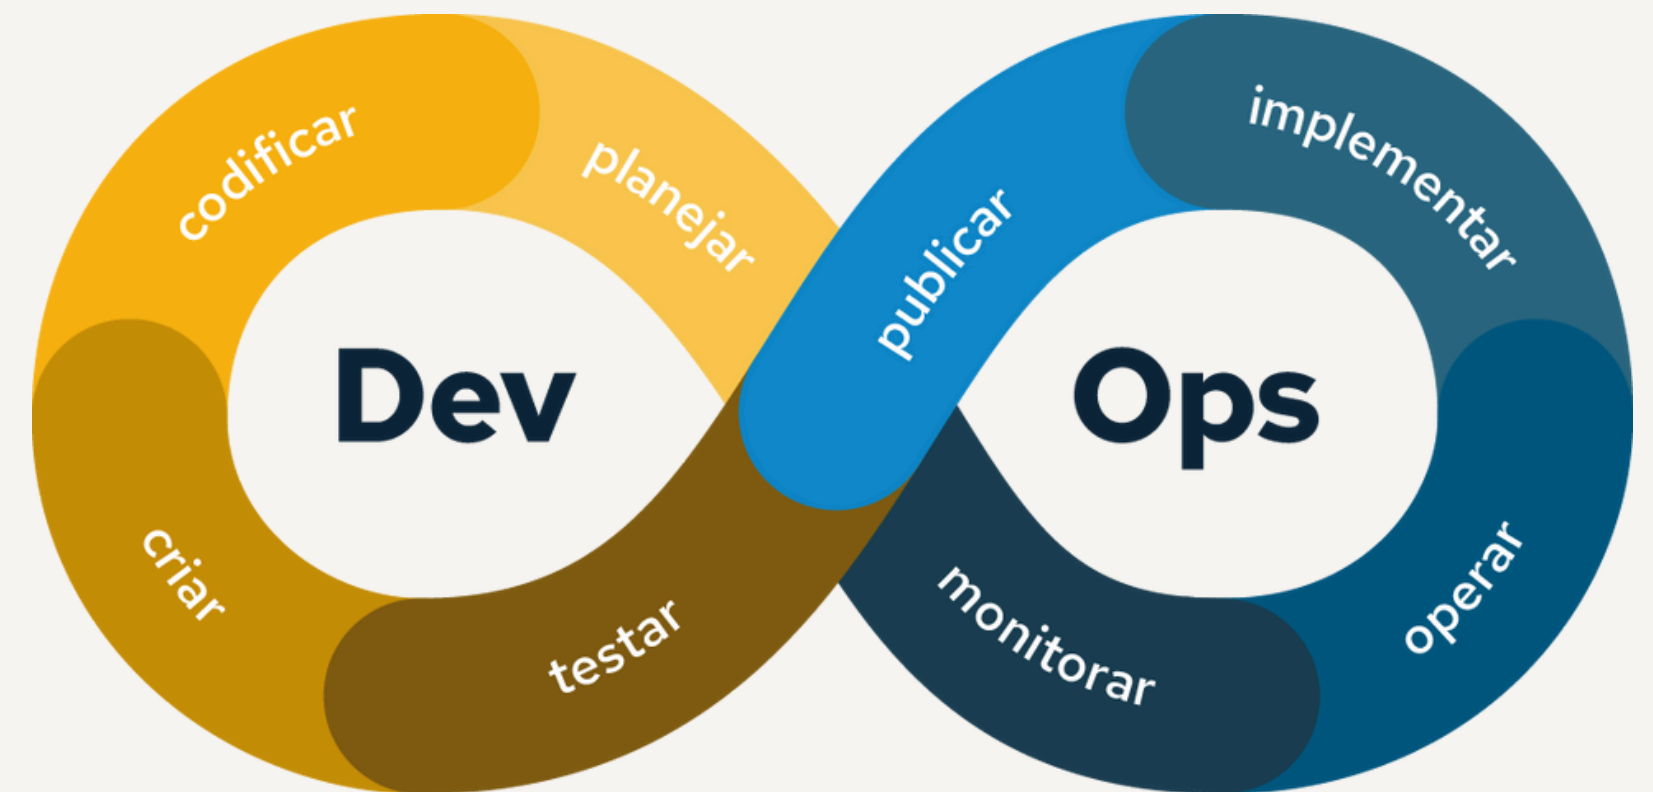 codificar
planejar
publicar
implementar
Dev
Ops
criar
testar
monitorar
operar